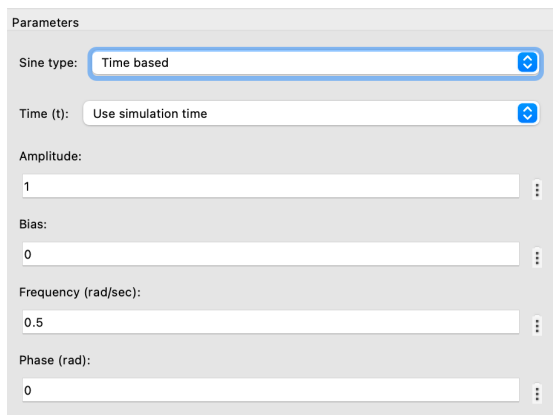 Parameters
Sine type: Time based
Time (t): Use simulation time
Amplitude:
1
Bias:
0
Frequency (rad/sec):
0.5
Phase (rad):
0